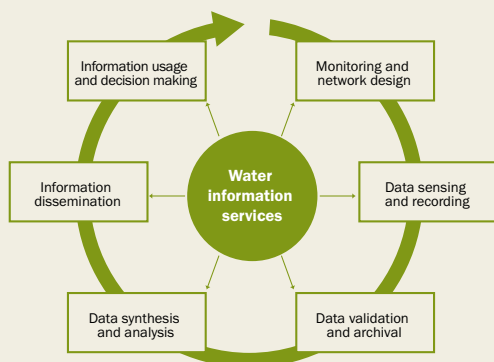 Information usage
and decision making
Monitoring and
network design
Water
information
services
Information
dissemination
Data sensing
and recording
Data synthesis
and analysis
Data validation
and archival